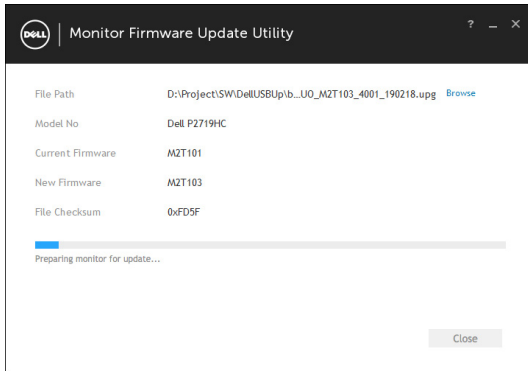 DELL | Monitor Firmware Update Utility ? _ X
File Path D:\Project\SW\DellUSBUp\b...UO_M2T103_4001_190218.upg Browse
Model No Dell P2719HC
Current Firmware M2T101
New Firmware M2T103
File Checksum 0xFD5F
Preparing monitor for update...
Close